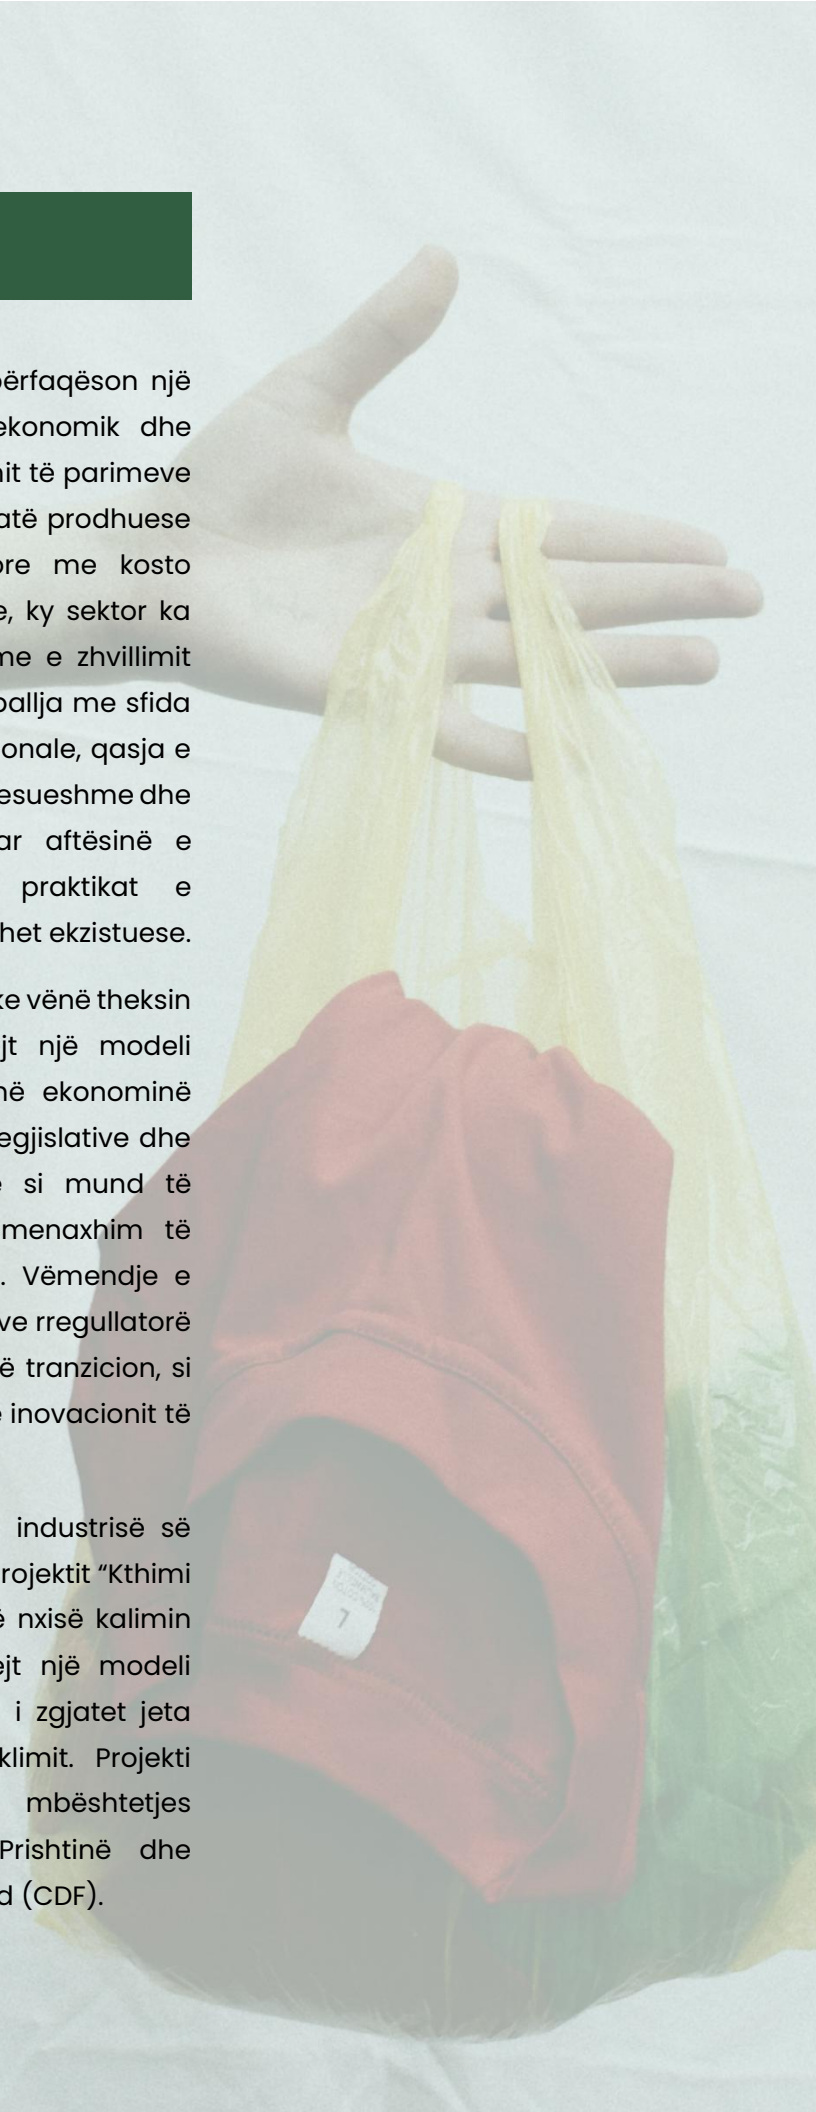 përfaqëson një
ekonomik dhe
it të parimeve
atë prodhuese
ore me kosto
e, ky sektor ka
me e zhvillimit
ballja me sfida
onale, qasja e
esueshme dhe
ar aftësinë e
praktikat e
het ekzistuese.
ke vënë theksin
jt një modeli
në ekonominë
egjislative dhe
e si mund të
menaxhim të
. Vëmendje e
ve rregullatorë
ë tranzicion, si
e inovacionit të
industrisë së
rojektit “Kthimi
ë nxisë kalimin
ejt një modeli
i zgjatet jeta
klimit. Projekti
mbështetjes
Prishtinë dhe
d (CDF).
L